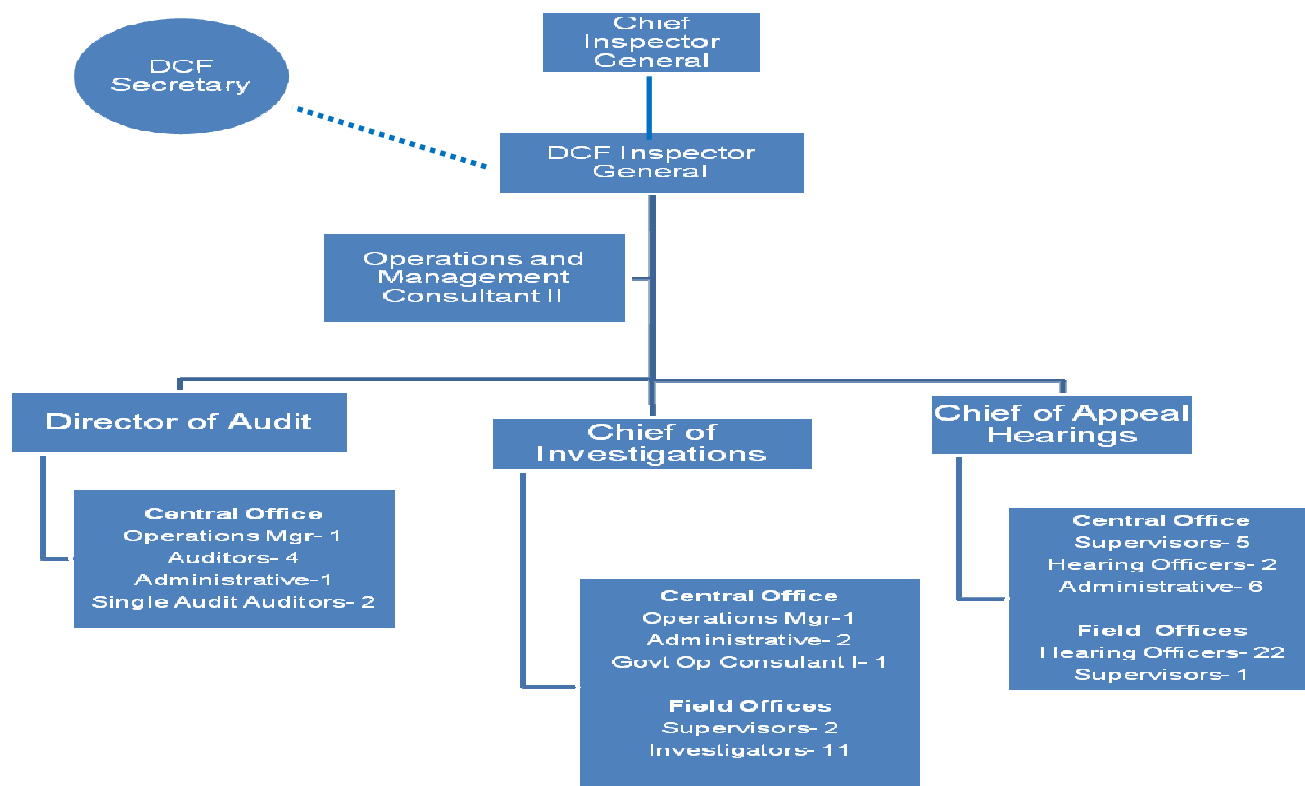 Chief
Inspector
General
DCF
Secretary
DCF Inspector
General
Operations and
Management
Consultant II
Director of Audit
Chief of
Investigations
Chief of Appeal
Hearings
Central Office
Operations Mgr- 1
Auditors- 4
Administrative-1
Single Audit Auditors- 2
Central Office
Operations Mgr-1
Administrative- 2
Govt Op Consulant I- 1
Field Offices
Supervisors- 2
Investigators- 11
Central Office
Supervisors- 5
Hearing Officers- 2
Administrative- 6
Field Offices
Hearing Officers- 22
Supervisors- 1